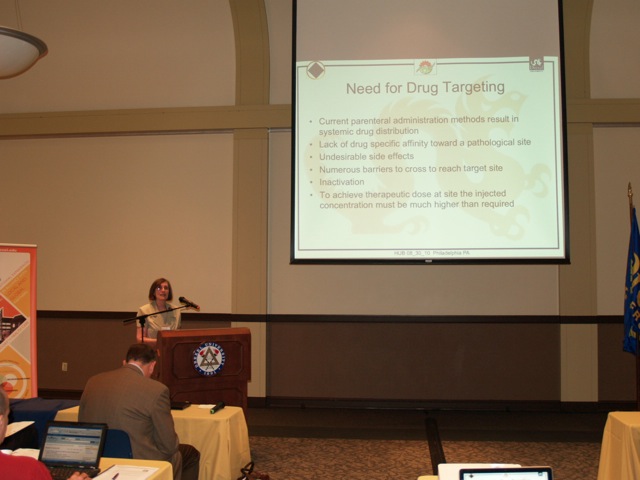 Need for Drug Targeting
• Current parenteral administration methods result in
systemic drug distribution
• Lack of drug specific affinity toward a pathological site
• Undesirable side effects
• Numerous barriers to cross to reach target site
• Inactivation
• To achieve therapeutic dose at site the injected
concentration must be much higher than required
Philadelphia PA
UNIVERSITY